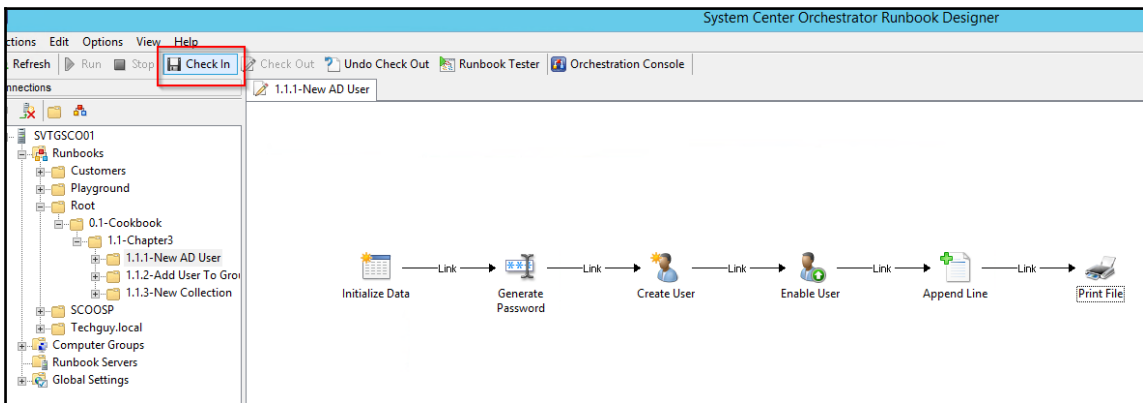 System Center Orchestrator Runbook Designer
ctions Edit Options View Help
Refresh Run Stop Check In Check Out Undo Check Out Runbook Tester Orchestration Console
nnections
1.1.1-New AD User
SVTGSCO01
Runbooks
Customers
Playground
Root
0.1-Cookbook
1.1-Chapter3
1.1.1-New AD User
1.1.2-Add User To Grou
1.1.3-New Collection
SCOOSP
Techguy.local
Computer Groups
Runbook Servers
Global Settings
Link Link Link Link Link
Initialize Data Generate Password Create User Enable User Append Line Print File